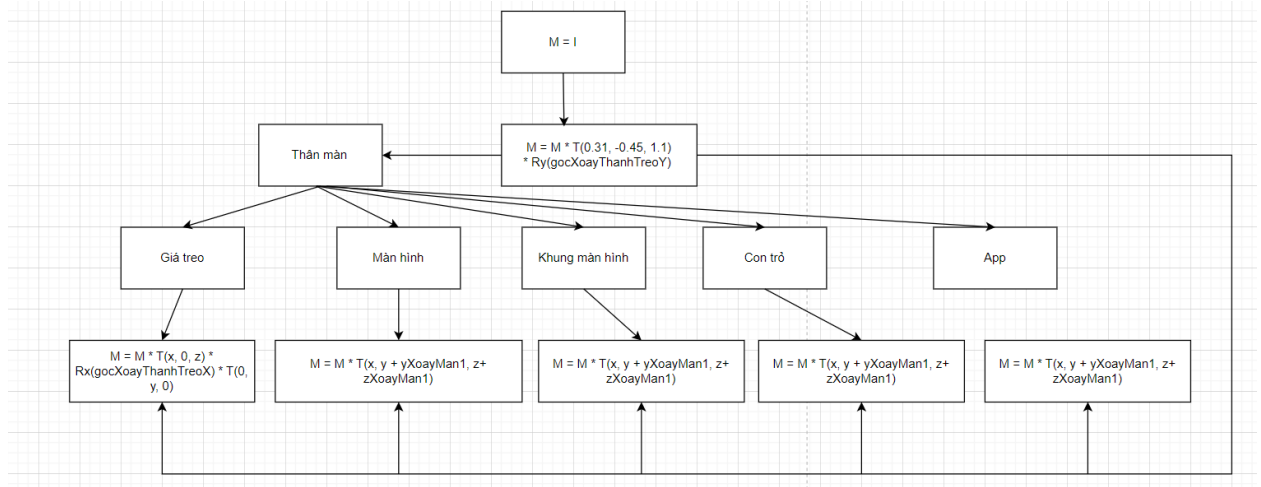 M = I
M = M * T(0.31, -0.45, 1.1)
* Ry(gocXoayThanhTreoY)
Thân màn
Giá treo
Màn hình
Khung màn hình
Con trỏ
App
M = M * T(x, 0, z) *
Rx(gocXoayThanhTreoX) * T(0,
y, 0)
M = M * T(x, y + yXoayMan1, z+
zXoayMan1)
M = M * T(x, y + yXoayMan1, z+
zXoayMan1)
M = M * T(x, y + yXoayMan1, z+
zXoayMan1)
M = M * T(x, y + yXoayMan1, z+
zXoayMan1)